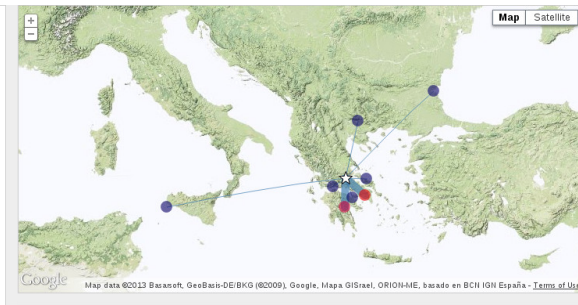 +
Map Satellite
−
Google
Map data ©2013 Basarsoft, GeoBasis-DE/BKG (©2009), Google, Mapa GISrael, ORION-ME, basado en BCN IGN España - Terms of Use